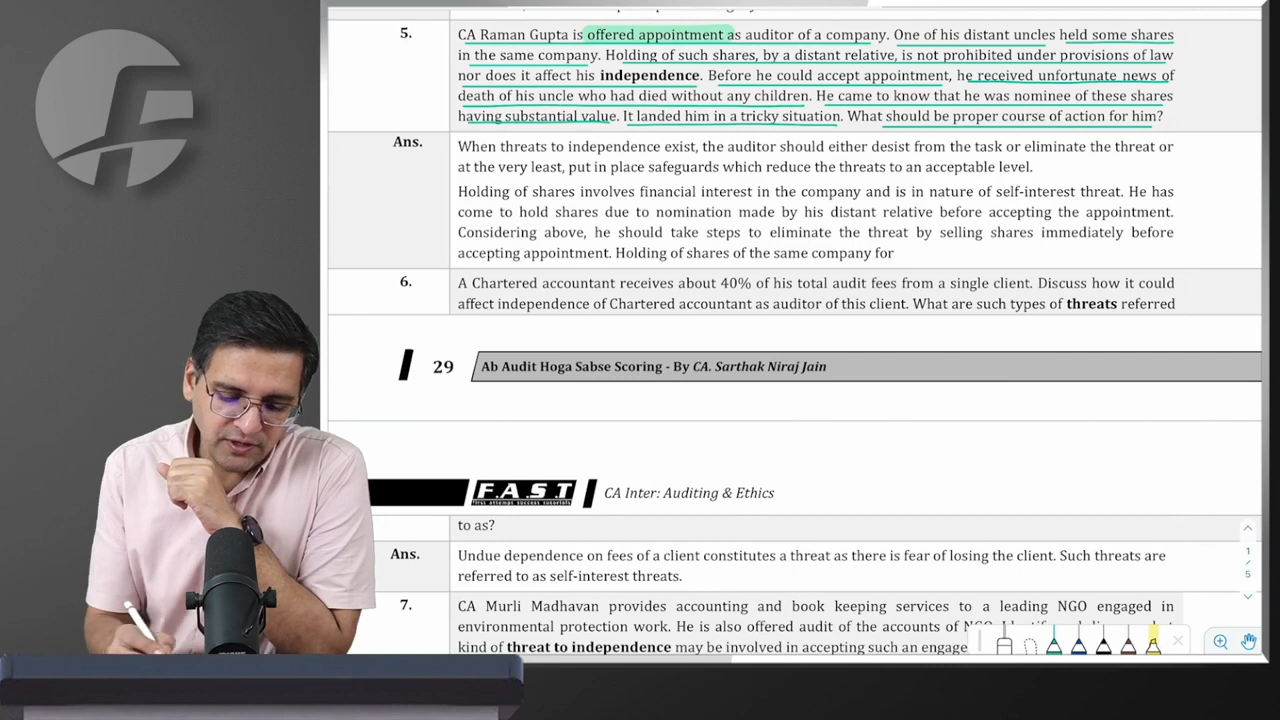 5.
CA Raman Gupta is offered appointment as auditor of a company. One of his distant uncles held some shares
in the same company. Holding of such shares, by a distant relative, is not prohibited under provisions of law
nor does it affect his independence. Before he could accept appointment, he received unfortunate news of
death of his uncle who had died without any children. He came to know that he was nominee of these shares
having substantial value. It landed him in a tricky situation. What should be proper course of action for him?
Ans.
When threats to independence exist, the auditor should either desist from the task or eliminate the threat or
at the very least, put in place safeguards which reduce the threats to an acceptable level.
Holding of shares involves financial interest in the company and is in nature of self-interest threat. He has
come to hold shares due to nomination made by his distant relative before accepting the appointment.
Considering above, he should take steps to eliminate the threat by selling shares immediately before
accepting appointment. Holding of shares of the same company for
6.
A Chartered accountant receives about 40% of his total audit fees from a single client. Discuss how it could
affect independence of Chartered accountant as auditor of this client. What are such types of threats referred
29
Ab Audit Hoga Sabse Scoring - By CA. Sarthak Niraj Jain
F.A.S.T
first attempt success tutorials
CA Inter: Auditing & Ethics
to as?
Ans.
Undue dependence on fees of a client constitutes a threat as there is fear of losing the client. Such threats are
referred to as self-interest threats.
7.
CA Murli Madhavan provides accounting and book keeping services to a leading NGO engaged in
environmental protection work. He is also offered audit of the accounts of
kind of threat to independence may be involved in accepting such an engage
1
/
5